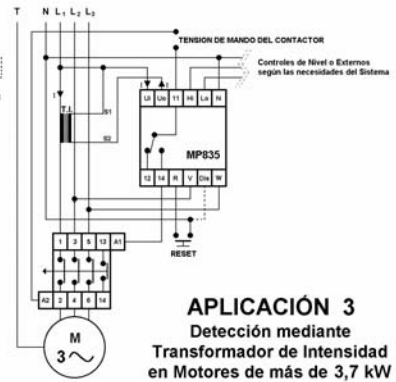 T N L1 L2 L3
TENSION DE MANDO DEL CONTACTOR
Controles de Nivel o Externos
según las necesidades del Sistema
I I I
Ui Uo 11 Hi Lo N
T.I.
S1
S2
MP835
12 14 R V Dis W
RESET
1 3 5 13 A1
A2 2 4 6 14
M
3
APLICACIÓN 3
Detección mediante
Transformador de Intensidad
en Motores de más de 3,7 kW